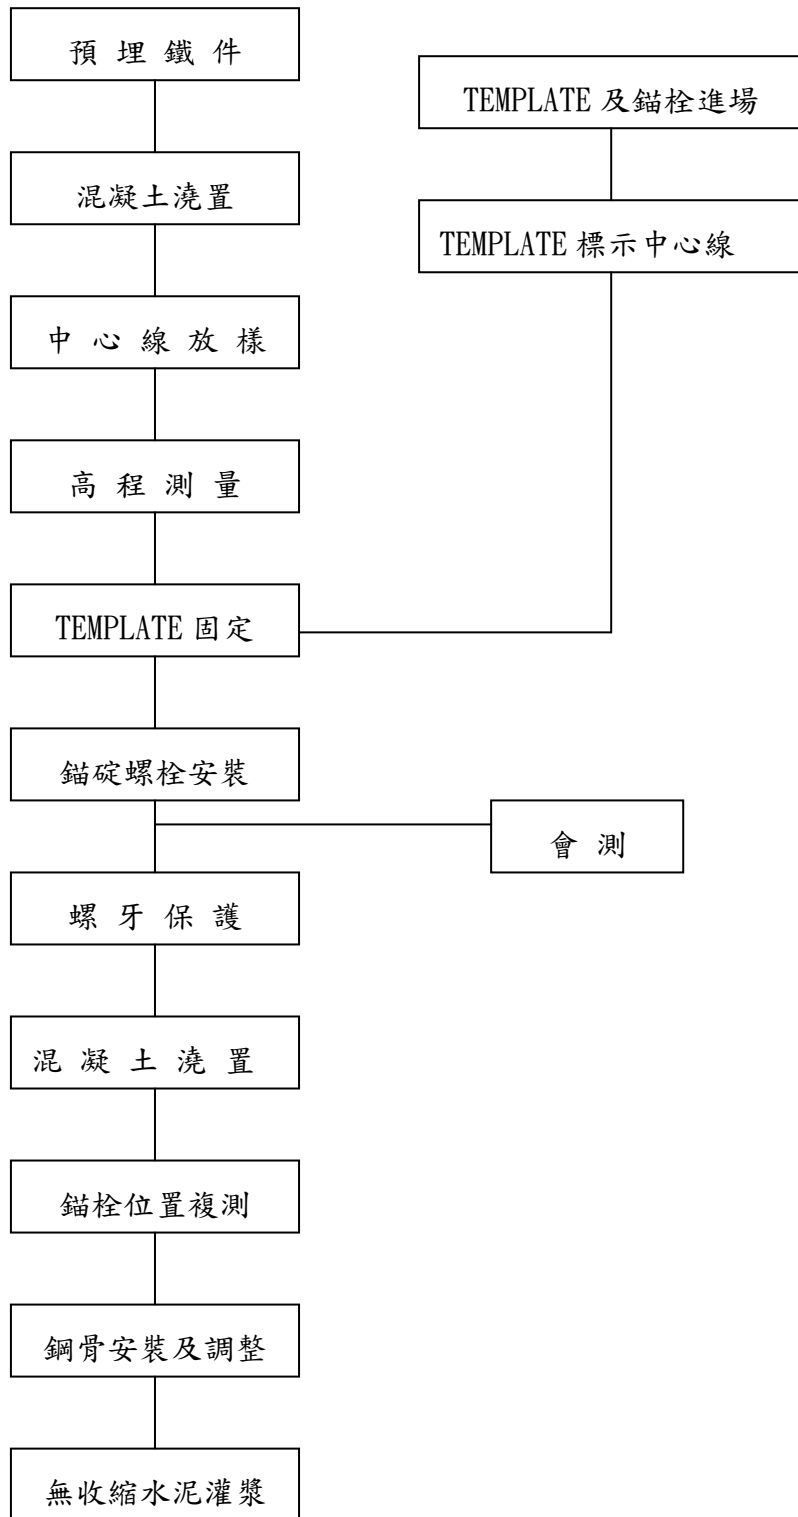 預埋鐵件
TEMPLATE 及錨栓進場
混凝土澆置
TEMPLATE 標示中心線
中心線放樣
高程測量
TEMPLATE 固定
錨碇螺栓安裝
會測
螺牙保護
混凝土澆置
錨栓位置複測
鋼骨安裝及調整
無收縮水泥灌漿